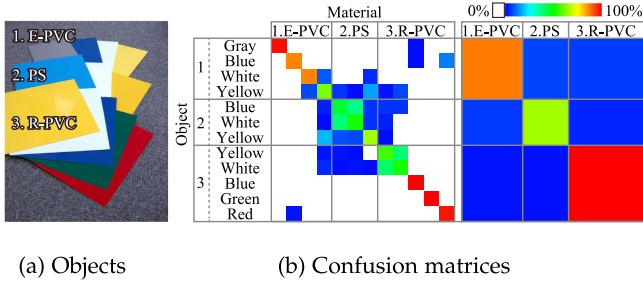 1. E-PVC
2. PS
3. R-PVC
(a) Objects
0% 100%
Material
1.E-PVC 2.PS 3.R-PVC 1.E-PVC 2.PS 3.R-PVC
Object
1
Gray
Blue
White
Yellow
2
Blue
White
Yellow
3
Yellow
White
Blue
Green
Red
(b) Confusion matrices